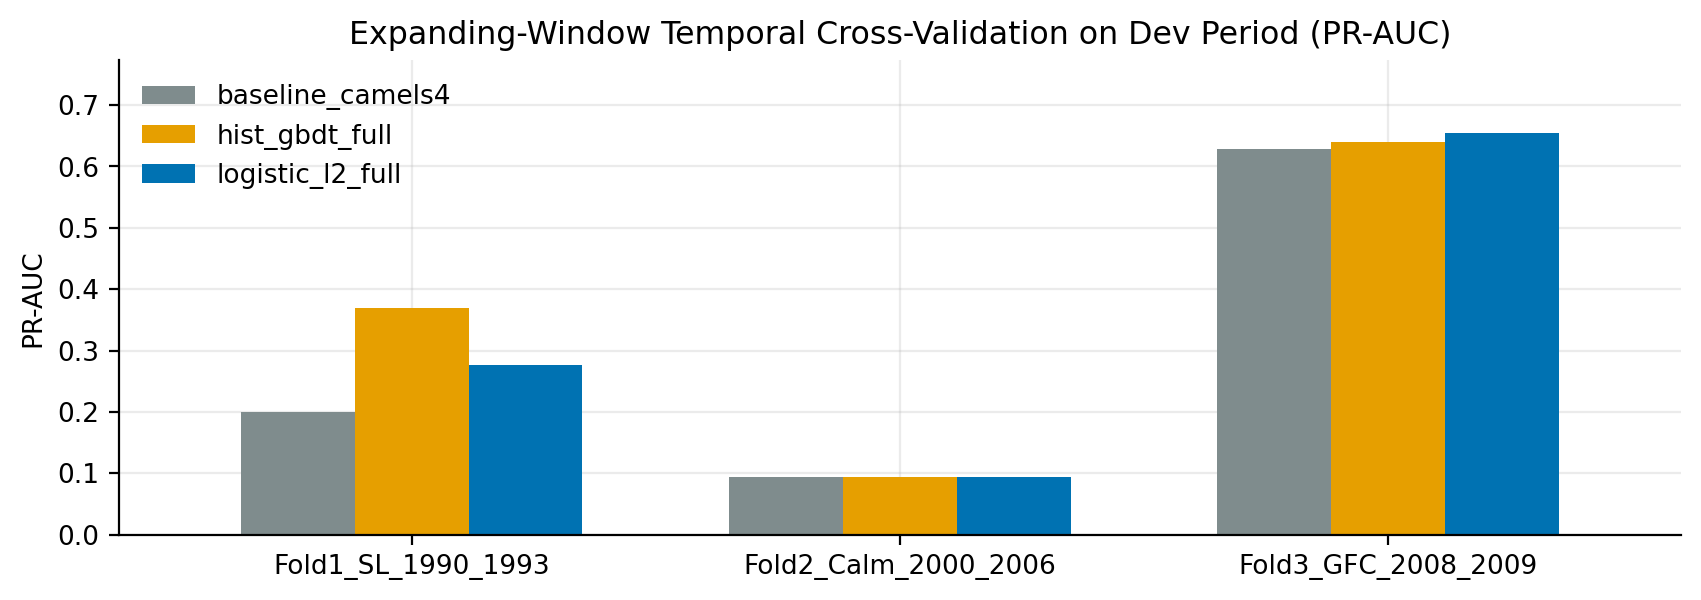 Expanding-Window Temporal Cross-Validation on Dev Period (PR-AUC)
baseline_camels4
hist_gbdt_full
logistic_l2_full
PR-AUC
0.7
0.6
0.5
0.4
0.3
0.2
0.1
0.0
Fold1_SL_1990_1993
Fold2_Calm_2000_2006
Fold3_GFC_2008_2009